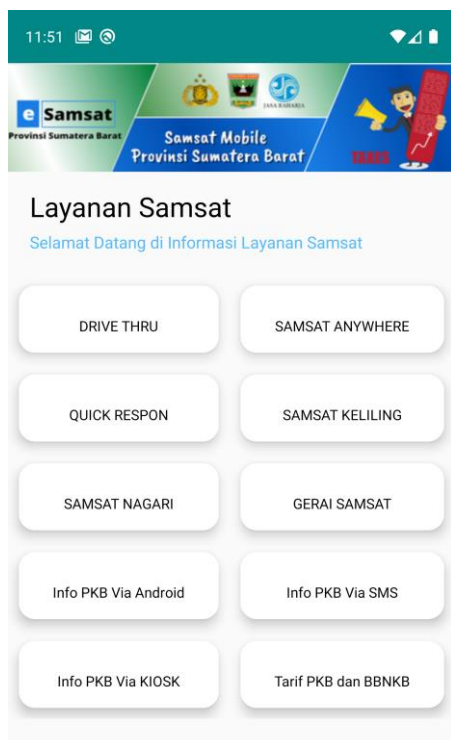 11:51
e Samsat
Provinsi Sumatera Barat
JASA RAHARJA
Samsat Mobile
Provinsi Sumatera Barat
TAXES
Layanan Samsat
Selamat Datang di Informasi Layanan Samsat
DRIVE THRU
SAMSAT ANYWHERE
QUICK RESPON
SAMSAT KELILING
SAMSAT NAGARI
GERAI SAMSAT
Info PKB Via Android
Info PKB Via SMS
Info PKB Via KIOSK
Tarif PKB dan BBNKB